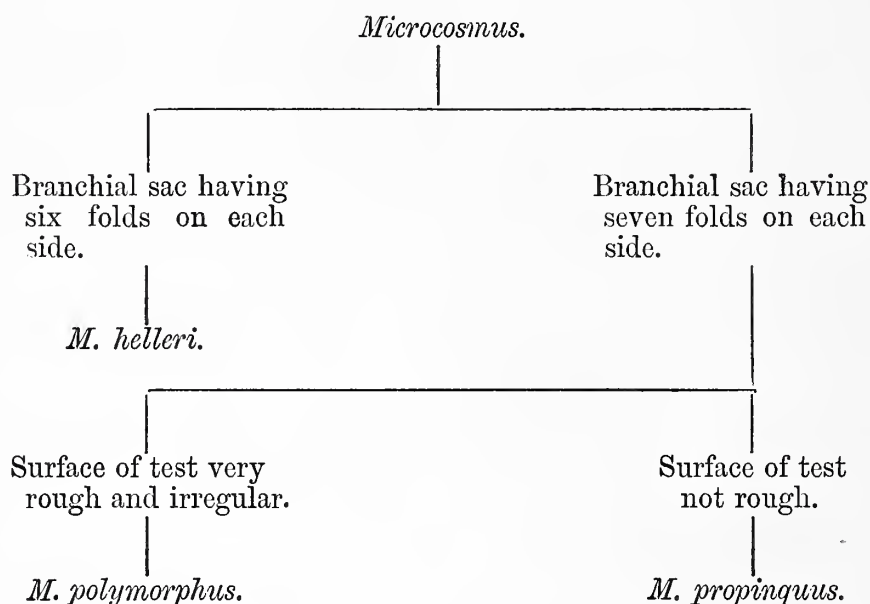 Microcosmus.
Branchial sac having
six folds on each
side.
Branchial sac having
seven folds on each
side.
M. helleri.
Surface of test very
rough and irregular.
Surface of test
not rough.
M. polymorphus.
M. propinquus.